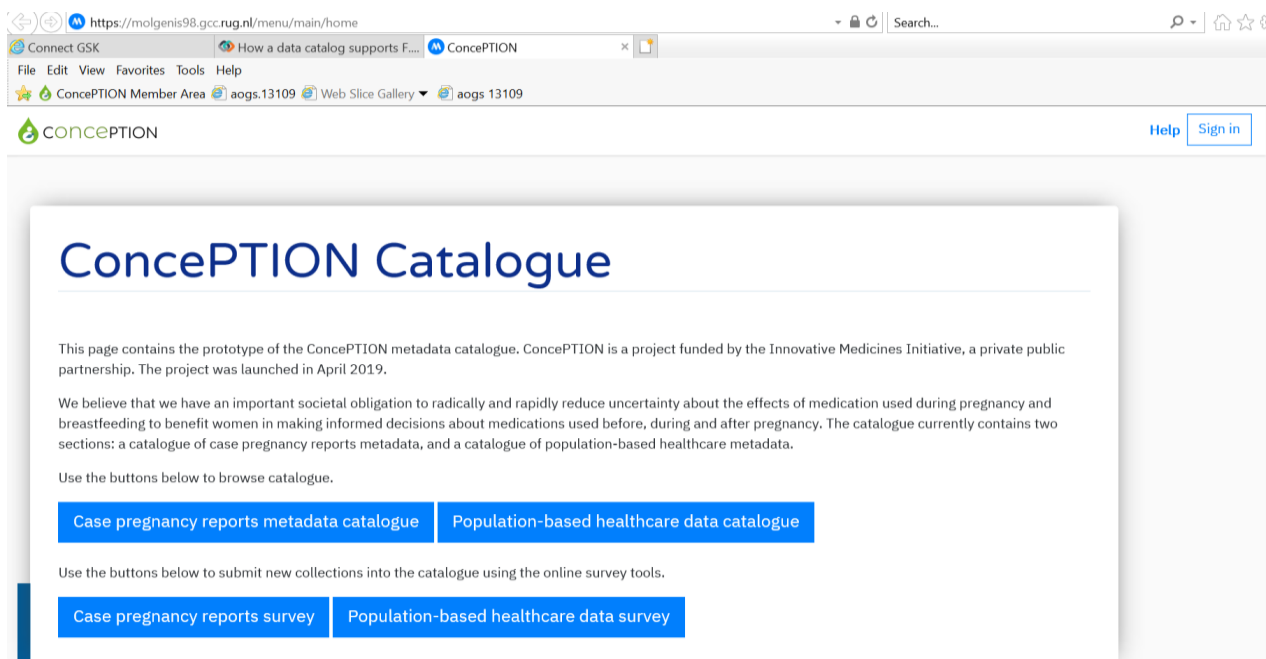 https://molgenis98.gcc.rug.nl/menu/main/home Search...
Connect GSK How a data catalog supports F.... ConcePTION
File Edit View Favorites Tools Help
ConcePTION Member Area aogs.13109 Web Slice Gallery aogs 13109
concePTION Help Sign in
ConcePTION Catalogue
This page contains the prototype of the ConcePTION metadata catalogue. ConcePTION is a project funded by the Innovative Medicines Initiative, a private public
partnership. The project was launched in April 2019.
We believe that we have an important societal obligation to radically and rapidly reduce uncertainty about the effects of medication used during pregnancy and
breastfeeding to benefit women in making informed decisions about medications used before, during and after pregnancy. The catalogue currently contains two
sections: a catalogue of case pregnancy reports metadata, and a catalogue of population-based healthcare metadata.
Use the buttons below to browse catalogue.
Case pregnancy reports metadata catalogue Population-based healthcare data catalogue
Use the buttons below to submit new collections into the catalogue using the online survey tools.
Case pregnancy reports survey Population-based healthcare data survey